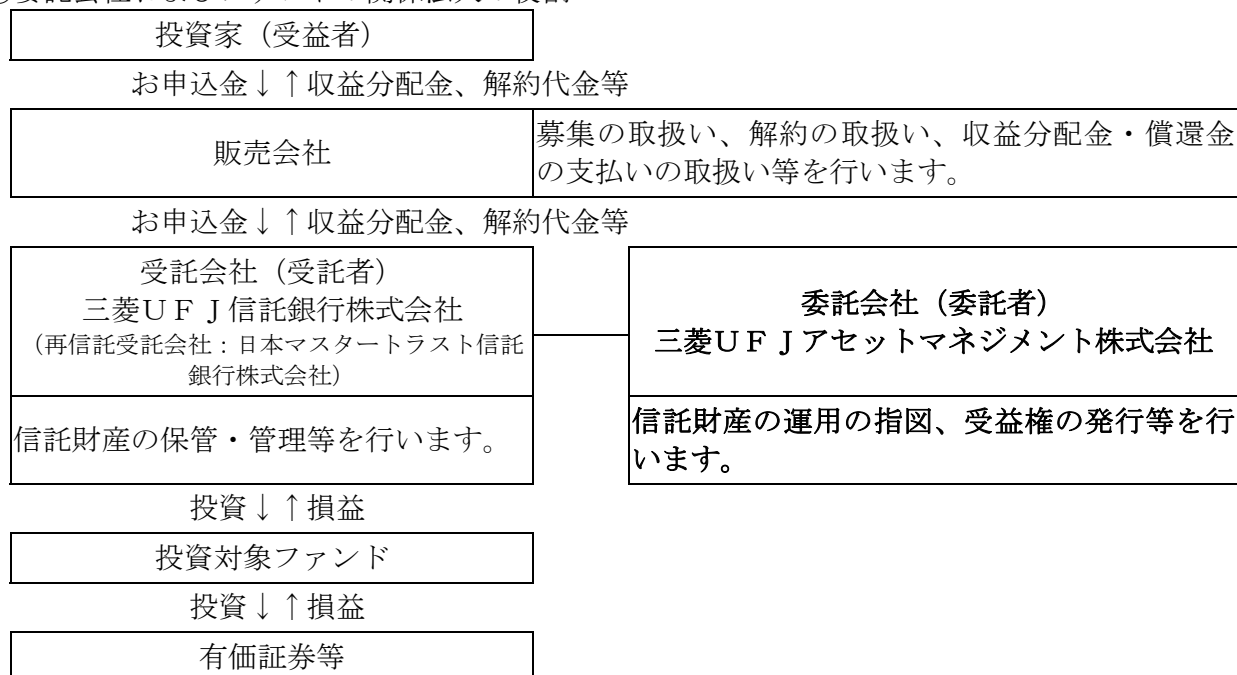 投資家（受益者）
お申込金↓↑収益分配金、解約代金等
販売会社
募集の取扱い、解約の取扱い、収益分配金・償還金
の支払いの取扱い等を行います。
お申込金↓↑収益分配金、解約代金等
受託会社（受託者）
三菱ＵＦＪ信託銀行株式会社
（再信託受託会社：日本マスタートラスト信託
銀行株式会社）
委託会社（委託者）
三菱ＵＦＪアセットマネジメント株式会社
信託財産の保管・管理等を行います。
信託財産の運用の指図、受益権の発行等を行
います。
投資↓↑損益
投資対象ファンド
投資↓↑損益
有価証券等